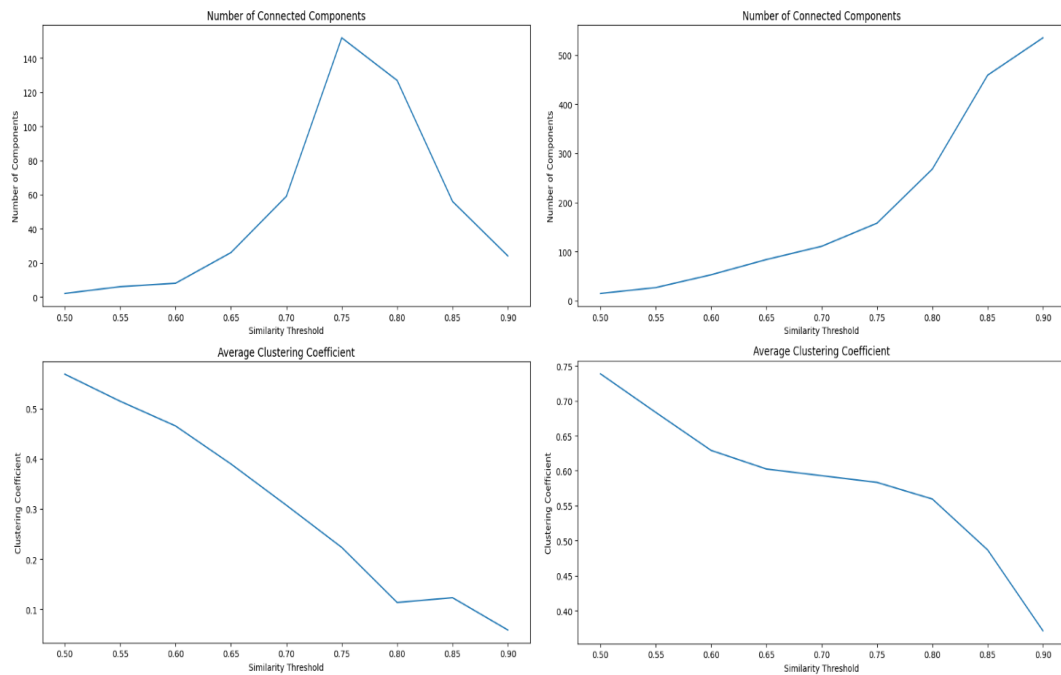 Number of Connected Components
140
120
100
80
60
40
20
0
Number of Components
0.50 0.55 0.60 0.65 0.70 0.75 0.80 0.85 0.90
Similarity Threshold
Number of Connected Components
500
400
300
200
100
0
Number of Components
0.50 0.55 0.60 0.65 0.70 0.75 0.80 0.85 0.90
Similarity Threshold
Average Clustering Coefficient
0.5
0.4
0.3
0.2
0.1
Clustering Coefficient
0.50 0.55 0.60 0.65 0.70 0.75 0.80 0.85 0.90
Similarity Threshold
Average Clustering Coefficient
0.75
0.70
0.65
0.60
0.55
0.50
0.45
0.40
Clustering Coefficient
0.50 0.55 0.60 0.65 0.70 0.75 0.80 0.85 0.90
Similarity Threshold